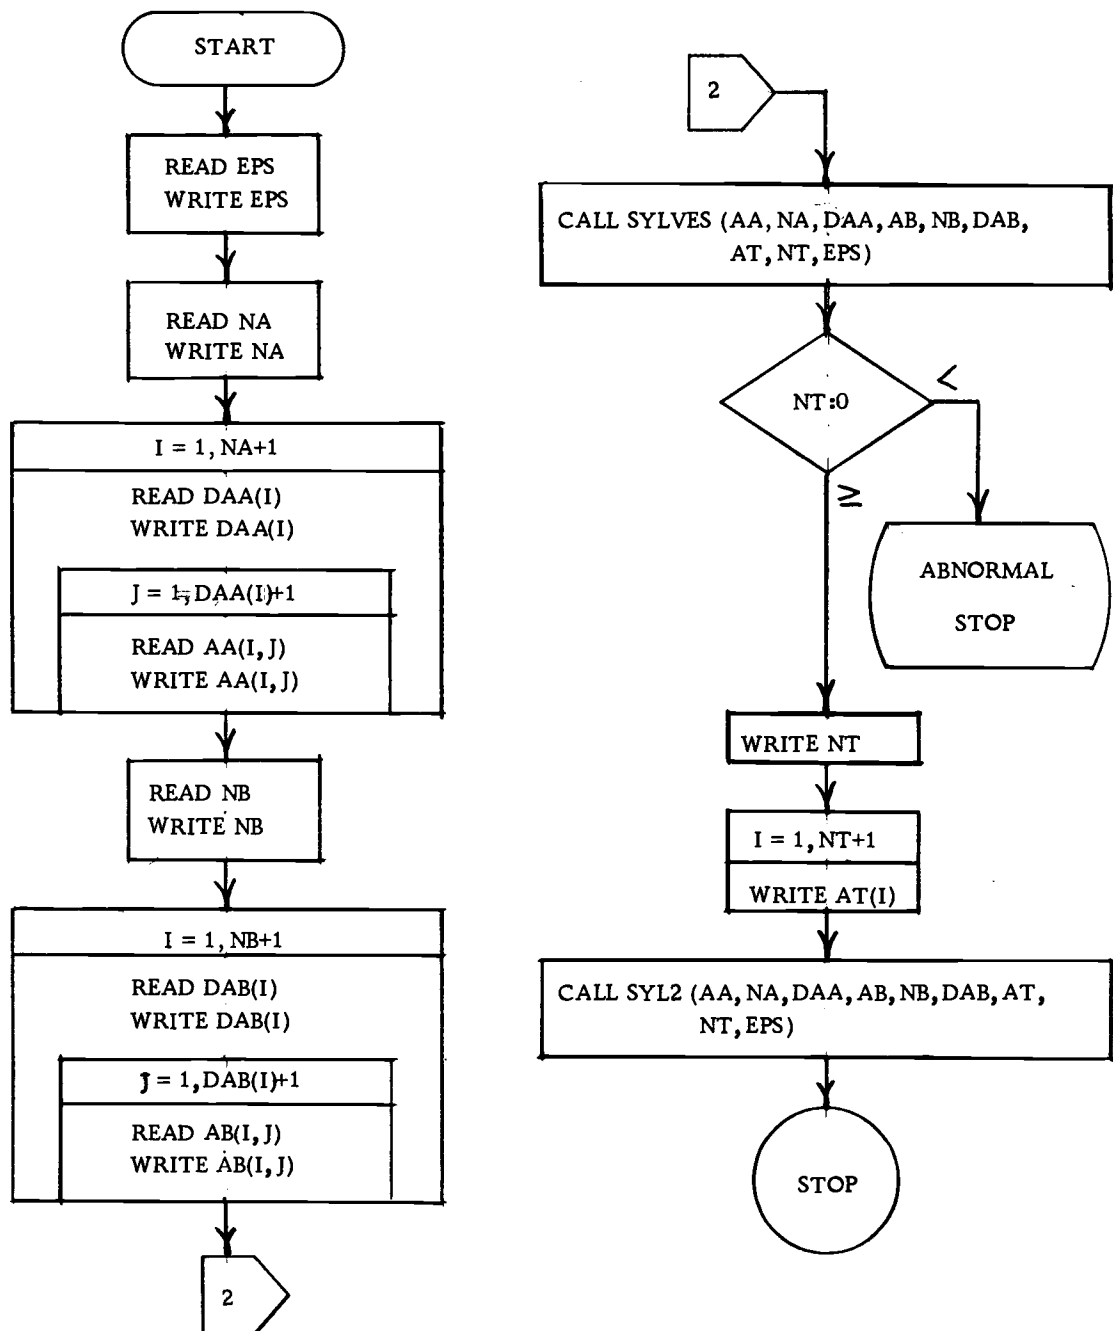 START
READ EPS
WRITE EPS
READ NA
WRITE NA
I = 1, NA+1
READ DAA(I)
WRITE DAA(I)
J = 1, DAA(I)+1
READ AA(I, J)
WRITE AA(I, J)
READ NB
WRITE NB
I = 1, NB+1
READ DAB(I)
WRITE DAB(I)
J = 1, DAB(I)+1
READ AB(I, J)
WRITE AB(I, J)
2
2
CALL SYLVES (AA, NA, DAA, AB, NB, DAB,
AT, NT, EPS)
NT:0
<
≥
ABNORMAL
STOP
WRITE NT
I = 1, NT+1
WRITE AT(I)
CALL SYL2 (AA, NA, DAA, AB, NB, DAB, AT,
NT, EPS)
STOP